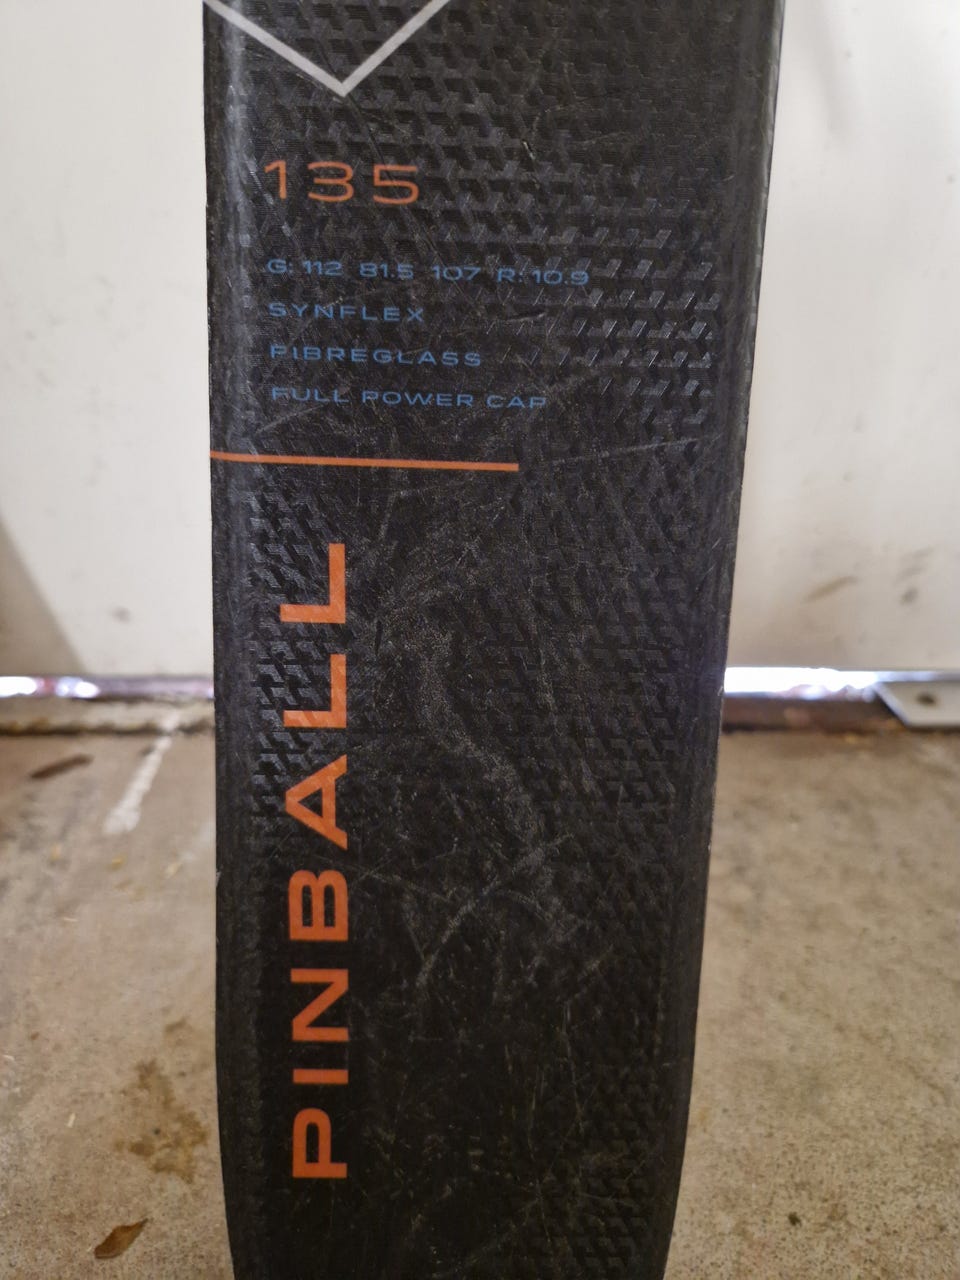 135
G: 112 81.5 107 R: 10.9
SYNFLEX
FIBREGLASS
FULL POWER CAP
PINBALL